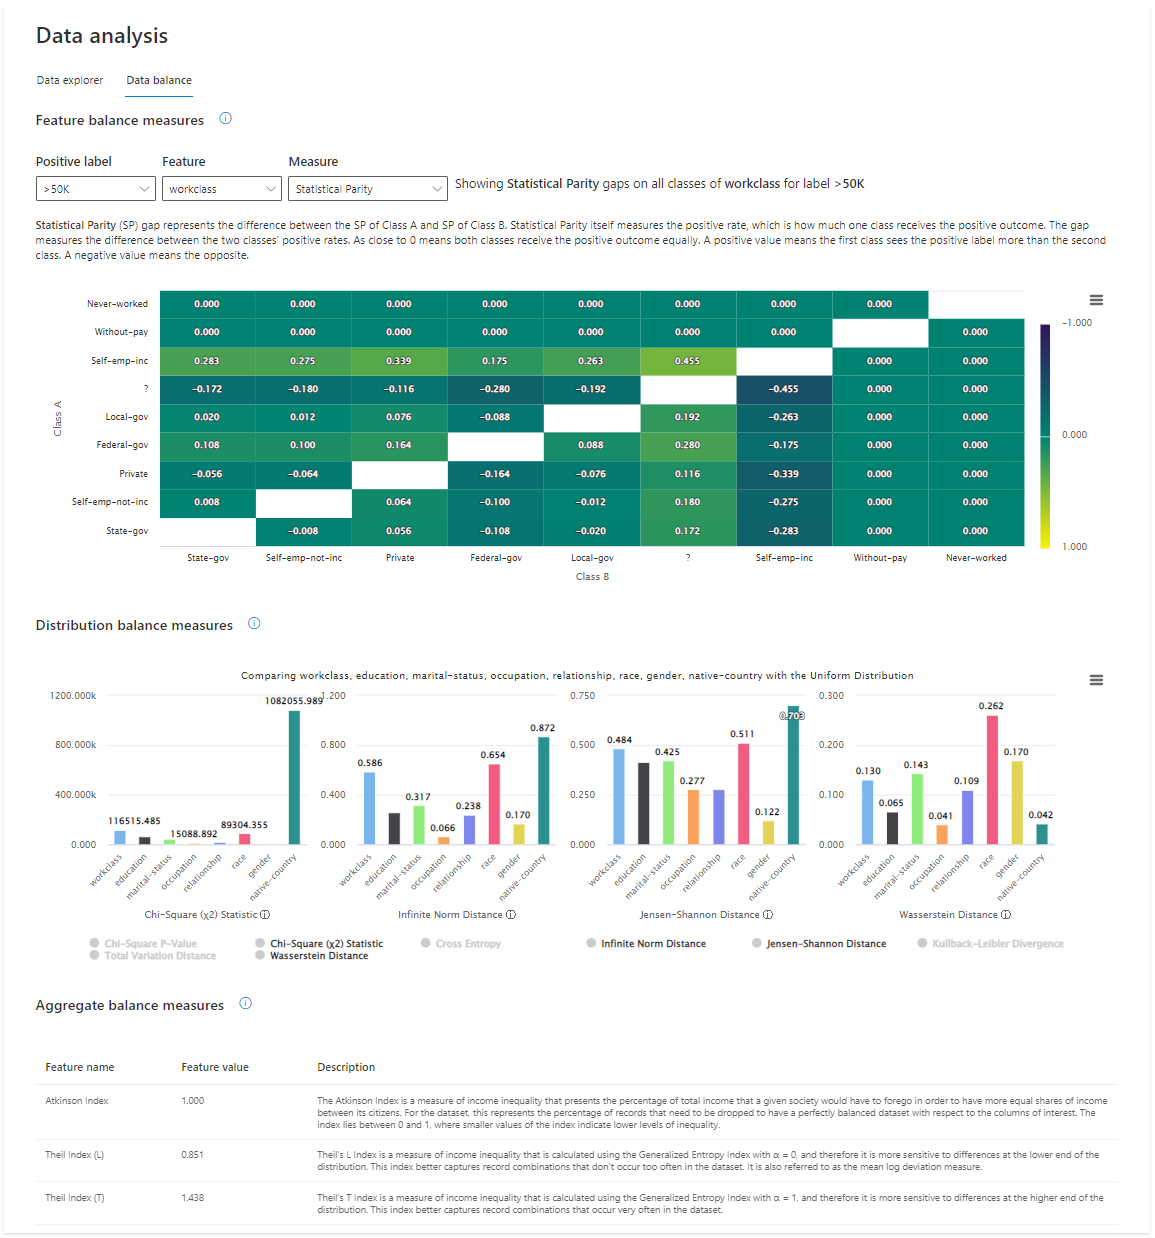 Data analysis
Data explorer Data balance
Feature balance measures
Positive label Feature Measure
>50K workclass Statistical Parity Showing Statistical Parity gaps on all classes of workclass for label >50K
Statistical Parity (SP) gap represents the difference between the SP of Class A and SP of Class B. Statistical Parity itself measures the positive rate, which is how much one class receives the positive outcome. The gap
measures the difference between the two classes' positive rates. As close to 0 means both classes receive the positive outcome equally. A positive value means the first class sees the positive label more than the second
class. A negative value means the opposite.
Class A
Never-worked 0.000 0.000 0.000 0.000 0.000 0.000 0.000 0.000
Without-pay 0.000 0.000 0.000 0.000 0.000 0.000 0.000 0.000
Self-emp-inc 0.283 0.275 0.339 0.175 0.263 0.455 0.000 0.000
? -0.172 -0.180 -0.116 -0.280 -0.192 -0.455 0.000 0.000
Local-gov 0.020 0.012 0.076 -0.088 0.192 -0.263 0.000 0.000
Federal-gov 0.108 0.100 0.164 0.088 0.280 -0.175 0.000 0.000
Private -0.056 -0.064 -0.164 -0.076 0.116 -0.339 0.000 0.000
Self-emp-not-inc 0.008 0.064 -0.100 -0.012 0.180 -0.275 0.000 0.000
State-gov -0.008 0.056 -0.108 -0.020 0.172 -0.283 0.000 0.000
State-gov Self-emp-not-inc Private Federal-gov Local-gov ? Self-emp-inc Without-pay Never-worked
Class B
-1.000
0.000
1.000
Distribution balance measures
Comparing workclass, education, marital-status, occupation, relationship, race, gender, native-country with the Uniform Distribution
1200.000k
800.000k
400.000k
0.000
116515.485 15088.892 89304.355 1082055.989
workclass education marital-status occupation relationship race gender native-country
Chi-Square (χ2) Statistic
1.200
0.800
0.400
0.000
0.586 0.317 0.066 0.238 0.654 0.170 0.872
workclass education marital-status occupation relationship race gender native-country
Infinite Norm Distance
0.750
0.500
0.250
0.000
0.484 0.425 0.277 0.511 0.122 0.703
workclass education marital-status occupation relationship race gender native-country
Jensen-Shannon Distance
0.300
0.200
0.100
0.000
0.130 0.065 0.143 0.041 0.109 0.262 0.170 0.042
workclass education marital-status occupation relationship race gender native-country
Wasserstein Distance
Chi-Square P-Value Chi-Square (χ2) Statistic Cross Entropy Infinite Norm Distance Jensen-Shannon Distance Kullback-Leibler Divergence
Total Variation Distance Wasserstein Distance
Aggregate balance measures
Feature name Feature value Description
Atkinson Index 1.000 The Atkinson Index is a measure of income inequality that presents the percentage of total income that a given society would have to forego in order to have more equal shares of income
between its citizens. For the dataset, this represents the percentage of records that need to be dropped to have a perfectly balanced dataset with respect to the columns of interest. The
index lies between 0 and 1, where smaller values of the index indicate lower levels of inequality.
Theil Index (L) 0.851 Theil's L Index is a measure of income inequality that is calculated using the Generalized Entropy Index with α = 0, and therefore it is more sensitive to differences at the lower end of the
distribution. This index better captures record combinations that don't occur too often in the dataset. It is also referred to as the mean log deviation measure.
Theil Index (T) 1.438 Theil's T Index is a measure of income inequality that is calculated using the Generalized Entropy Index with α = 1, and therefore it is more sensitive to differences at the higher end of the
distribution. This index better captures record combinations that occur very often in the dataset.